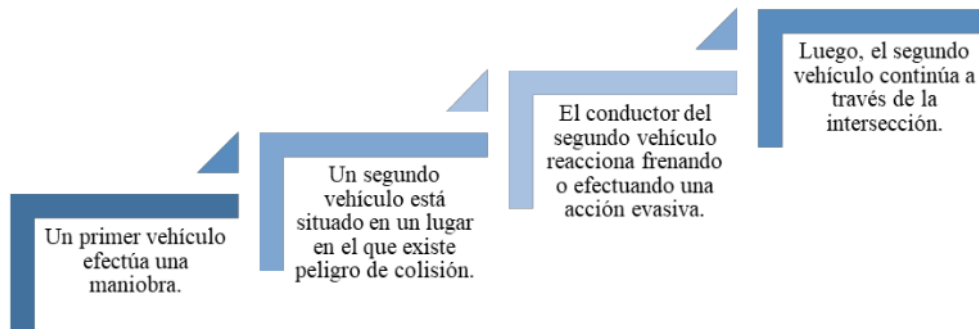 Un primer vehículo
efectúa una
maniobra.
Un segundo
vehículo está
situado en un lugar
en el que existe
peligro de colisión.
El conductor del
segundo vehículo
reacciona frenando
o efectuando una
acción evasiva.
Luego, el segundo
vehículo continúa a
través de la
intersección.